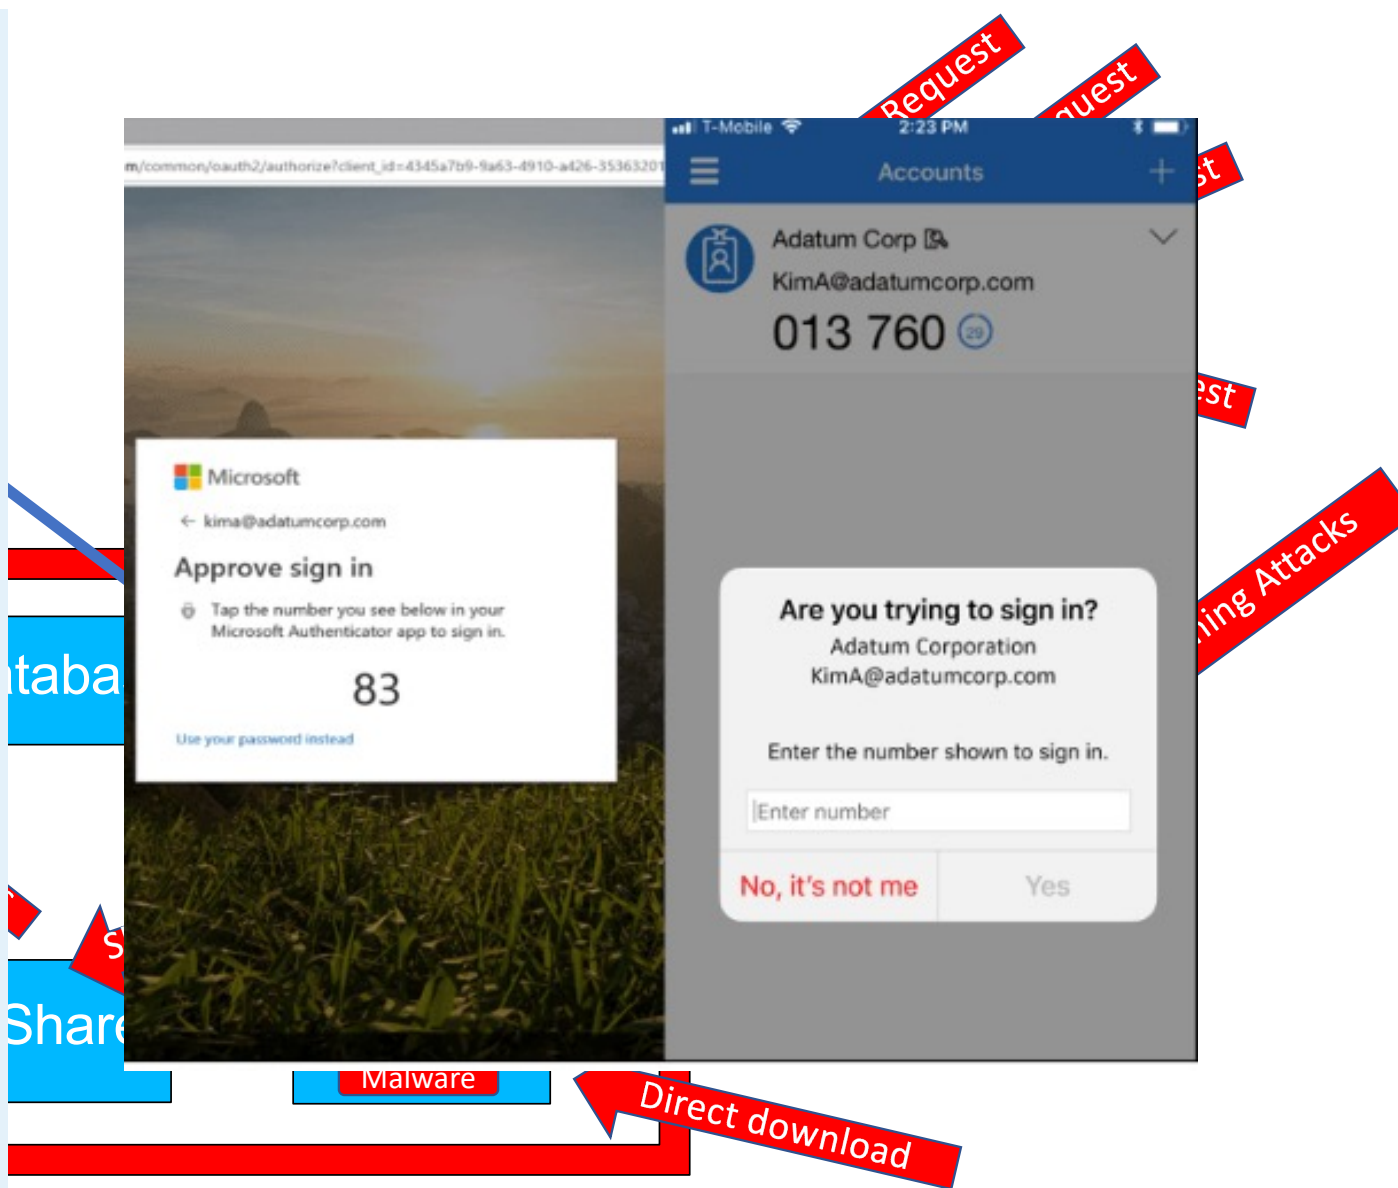 Request
quest
st
est
ning Attacks
m/common/oauth2/authorize?client_id=4345a7b9-9a63-4910-a426-35363201
Microsoft
← kima@adatumcorp.com
Approve sign in
Tap the number you see below in your
Microsoft Authenticator app to sign in.
83
Use your password instead
T-Mobile 2:23 PM
Accounts
Adatum Corp
KimA@adatumcorp.com
013 760 29
Are you trying to sign in?
Adatum Corporation
KimA@adatumcorp.com
Enter the number shown to sign in.
Enter number
No, it's not me Yes
taba
S
Share
Malware
Direct download